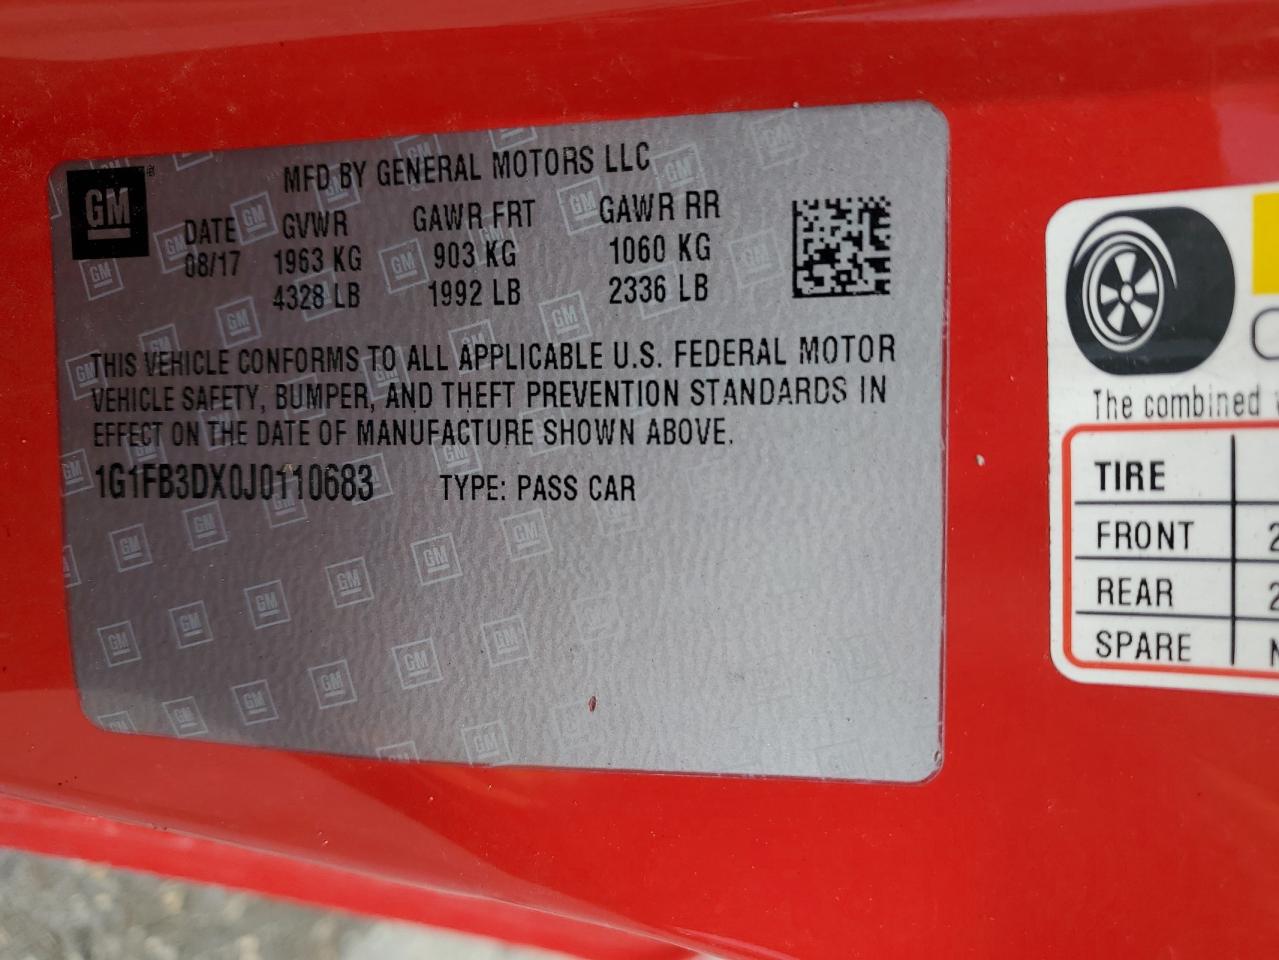 GM
MFD BY GENERAL MOTORS LLC
DATE GVWR GAWR FRT GAWR RR
08/17 1963 KG 903 KG 1060 KG
4328 LB 1992 LB 2336 LB
THIS VEHICLE CONFORMS TO ALL APPLICABLE U.S. FEDERAL MOTOR
VEHICLE SAFETY, BUMPER, AND THEFT PREVENTION STANDARDS IN
EFFECT ON THE DATE OF MANUFACTURE SHOWN ABOVE.
1G1FB3DX0J0110683 TYPE: PASS CAR
The combined
TIRE
FRONT 2
REAR 2
SPARE N